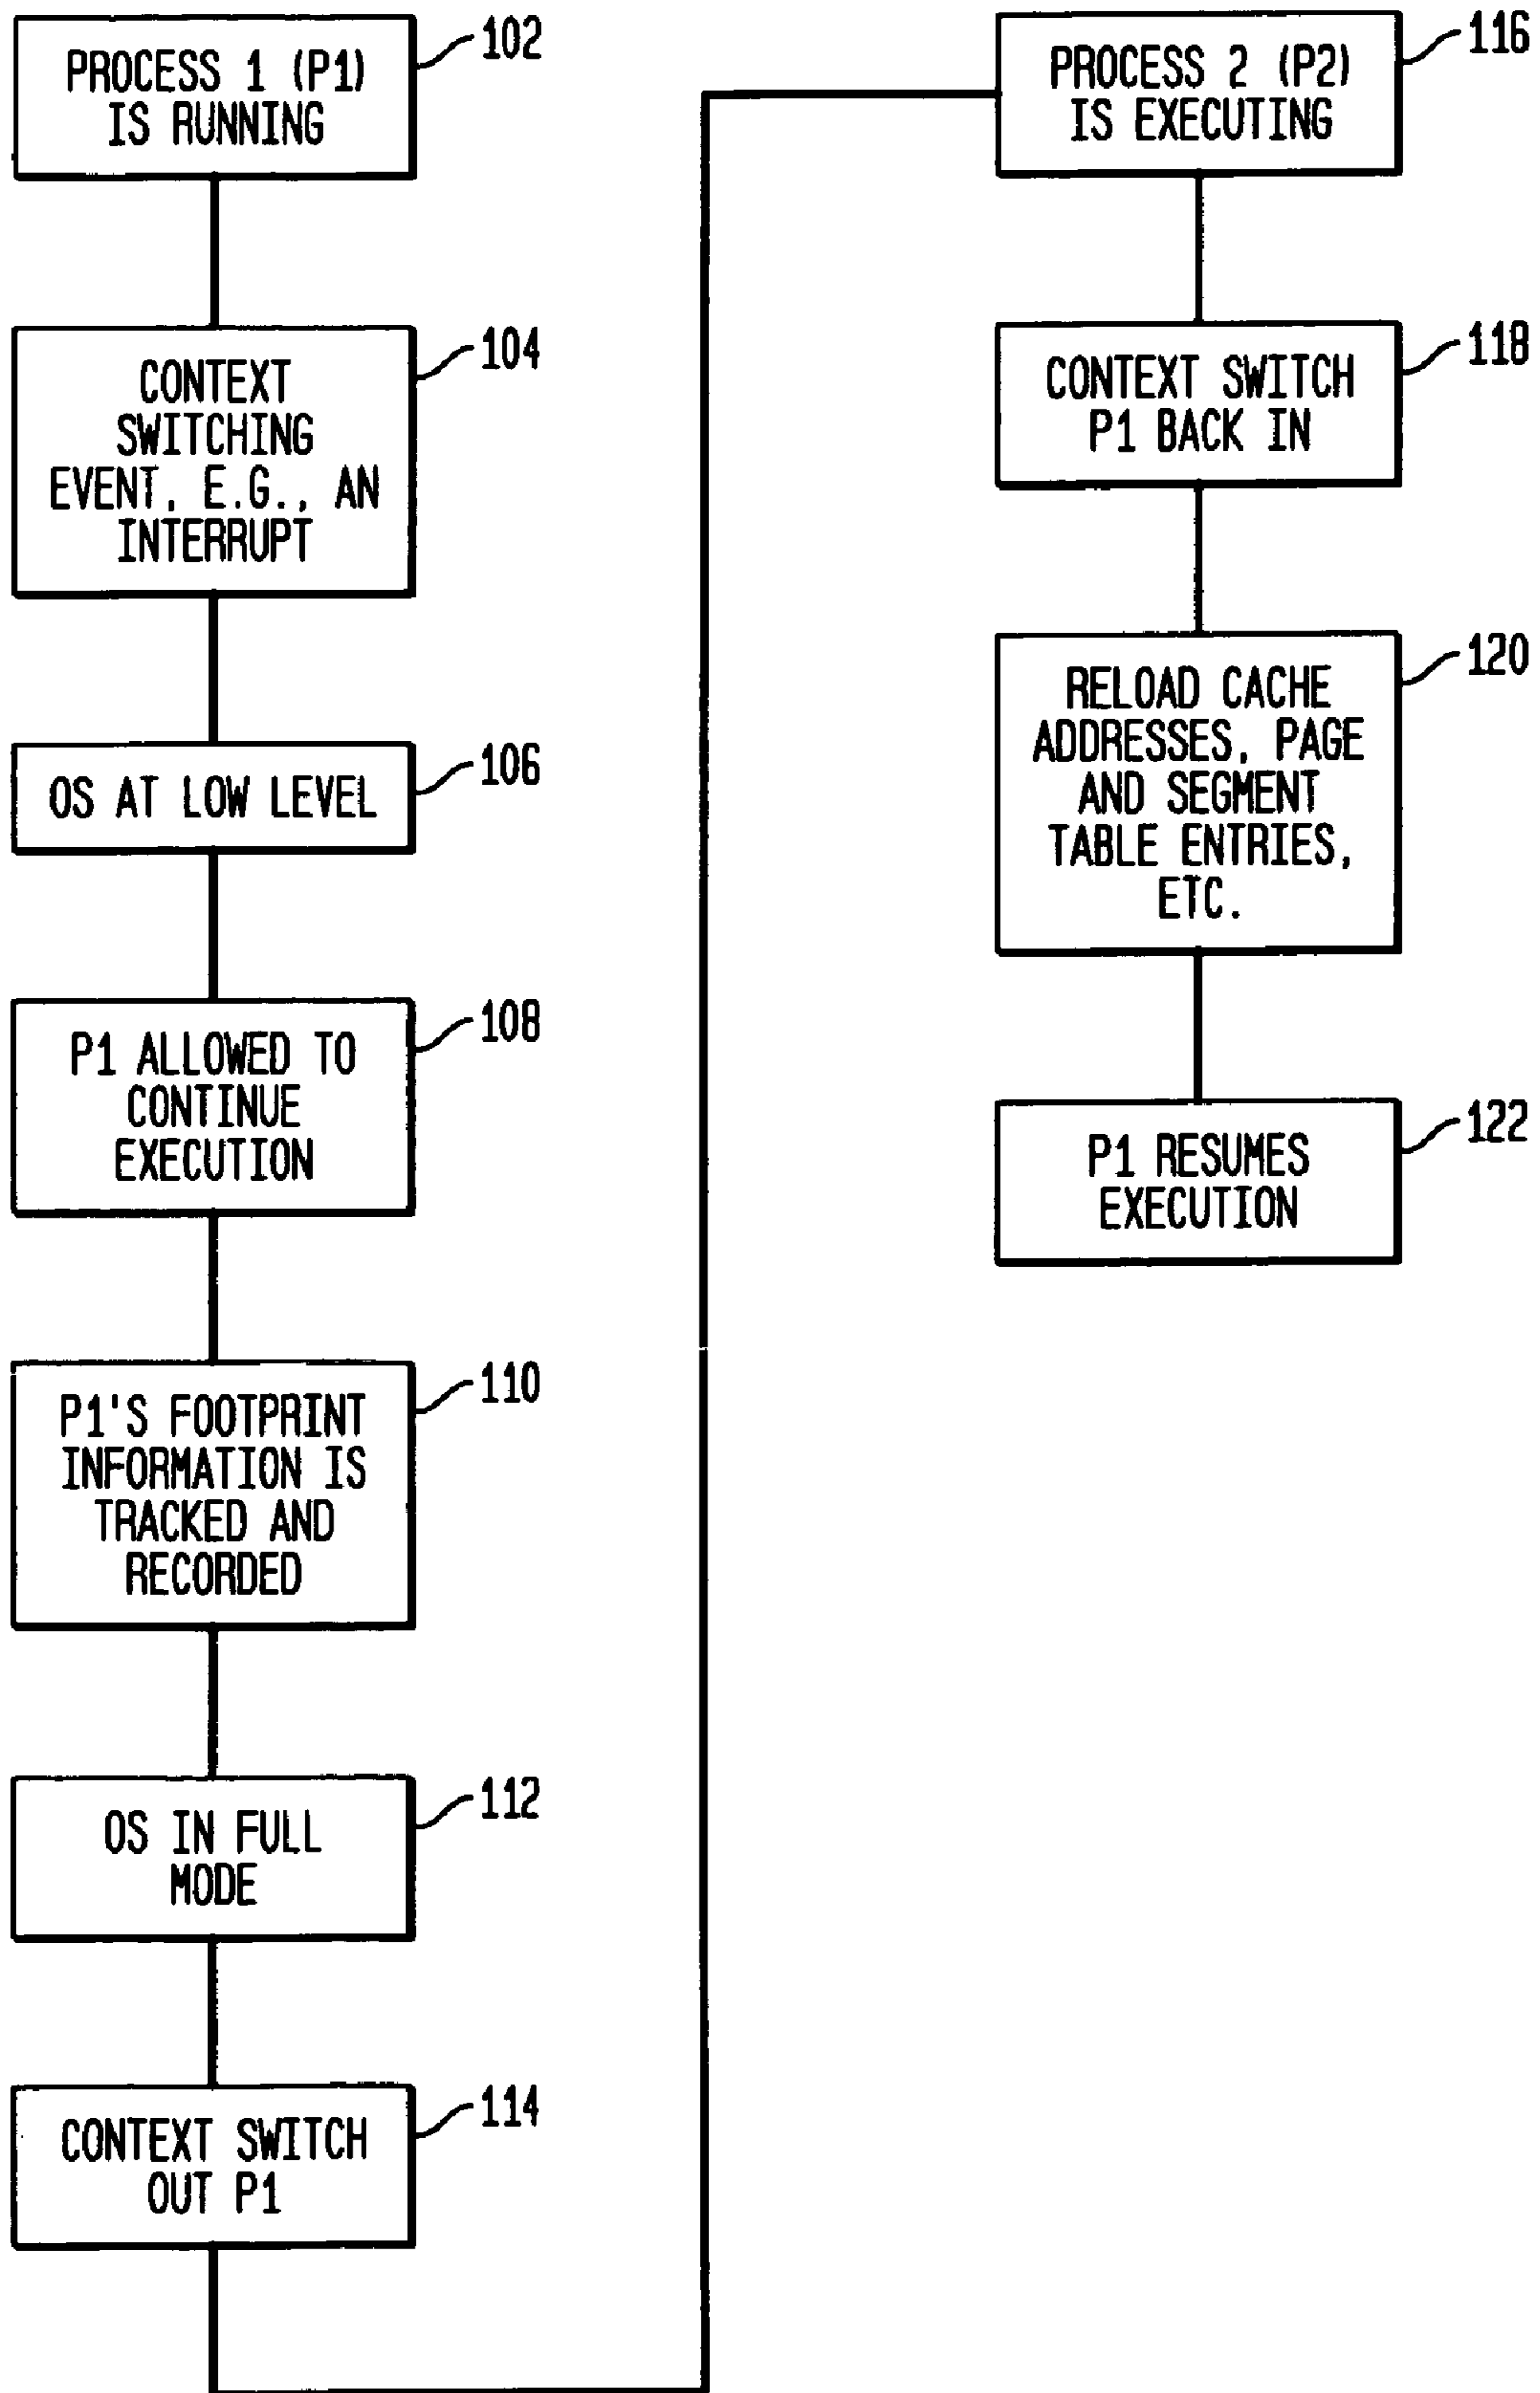 PROCESS 1 (P1)
IS RUNNING
102
CONTEXT
SWITCHING
EVENT, E.G., AN
INTERRUPT
104
OS AT LOW LEVEL
106
P1 ALLOWED TO
CONTINUE
EXECUTION
108
P1'S FOOTPRINT
INFORMATION IS
TRACKED AND
RECORDED
110
OS IN FULL
MODE
112
CONTEXT SWITCH
OUT P1
114
PROCESS 2 (P2)
IS EXECUTING
116
CONTEXT SWITCH
P1 BACK IN
118
RELOAD CACHE
ADDRESSES, PAGE
AND SEGMENT
TABLE ENTRIES,
ETC.
120
P1 RESUMES
EXECUTION
122